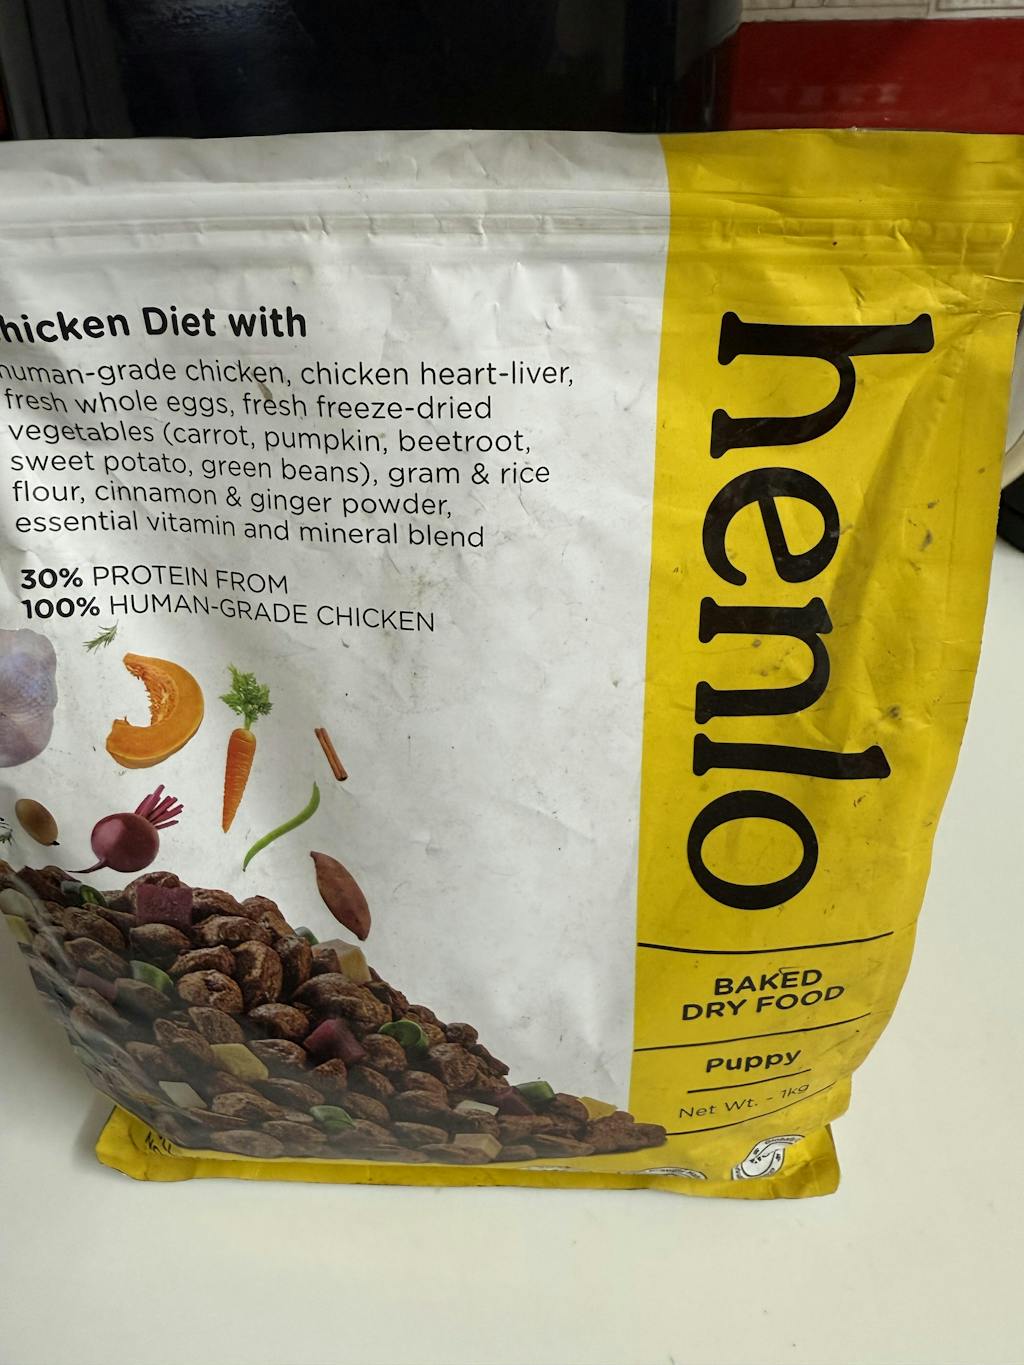 hicken Diet with
human-grade chicken, chicken heart-liver,
fresh whole eggs, fresh freeze-dried
vegetables (carrot, pumpkin, beetroot,
sweet potato, green beans), gram & rice
flour, cinnamon & ginger powder,
essential vitamin and mineral blend
30% PROTEIN FROM
100% HUMAN-GRADE CHICKEN
henlo
BAKED
DRY FOOD
Puppy
Net Wt. - 1kg